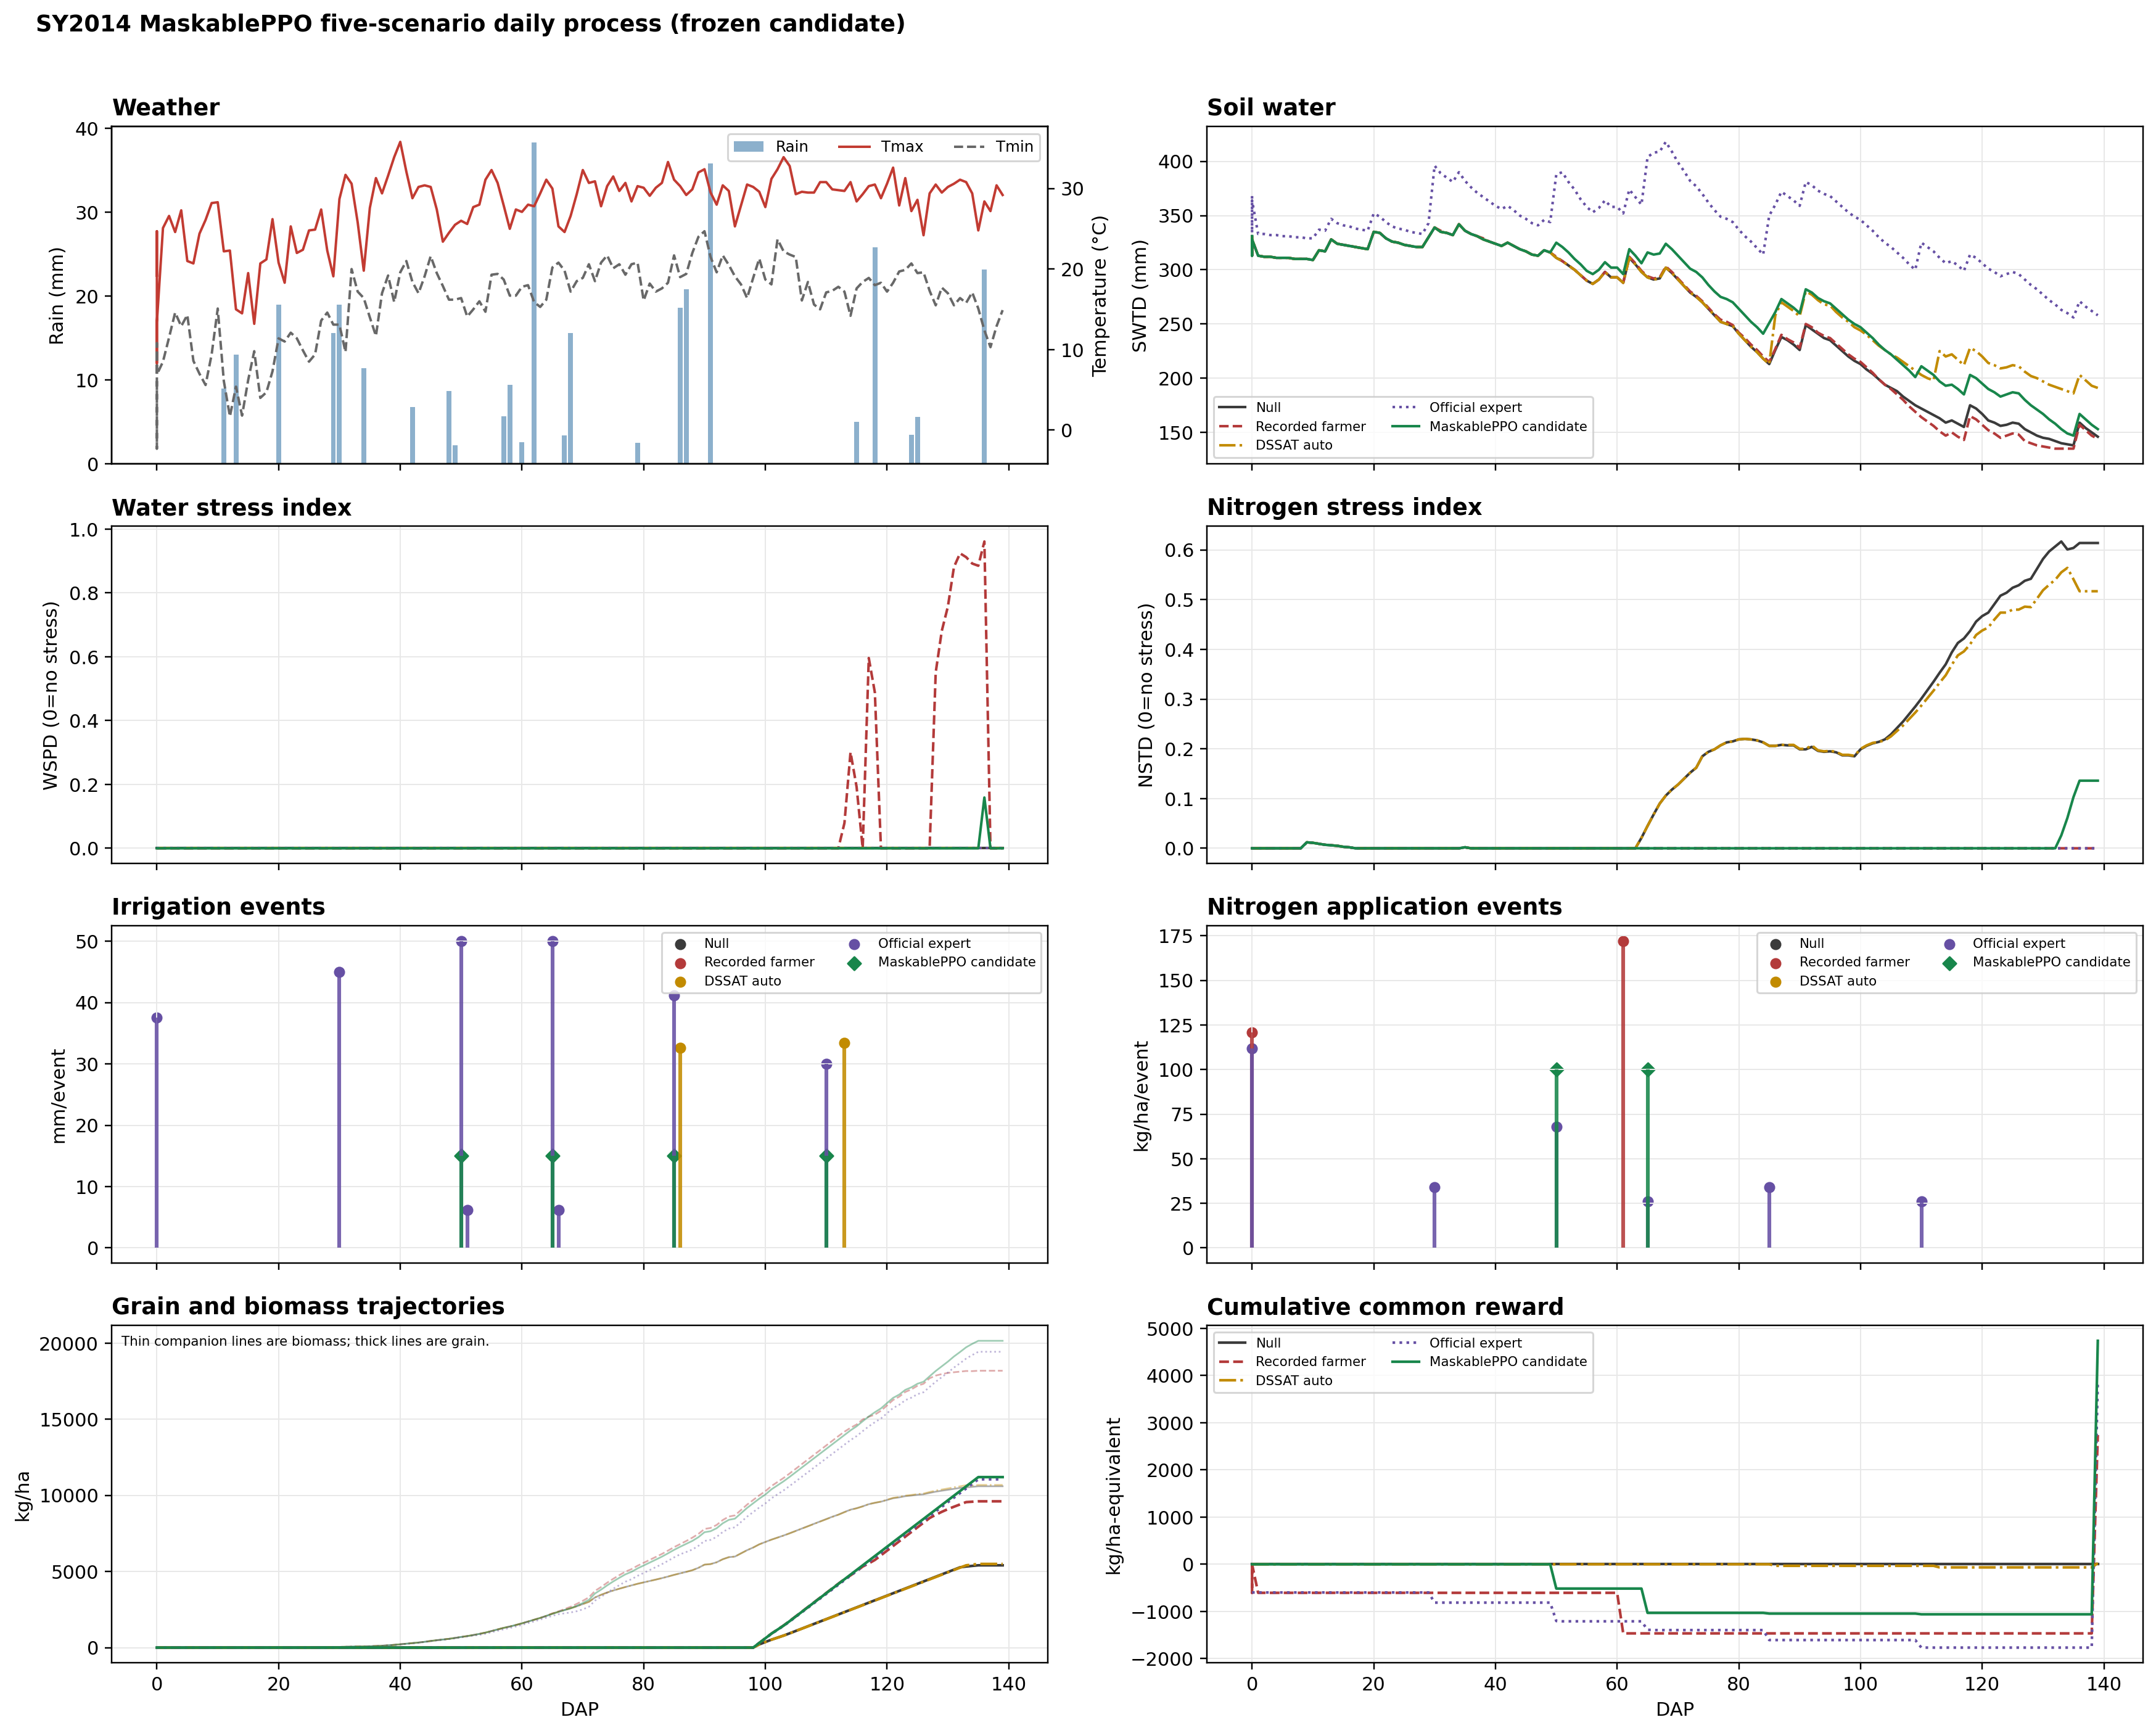 SY2014 MaskablePPO five-scenario daily process (frozen candidate)
Weather
Rain (mm)
40
30
20
10
0
Rain
Tmax
Tmin
30
20
10
0
Temperature (°C)
Soil water
SWTD (mm)
400
350
300
250
200
150
Null
Recorded farmer
DSSAT auto
Official expert
MaskablePPO candidate
Water stress index
WSPD (0=no stress)
1.0
0.8
0.6
0.4
0.2
0.0
Nitrogen stress index
NSTD (0=no stress)
0.6
0.5
0.4
0.3
0.2
0.1
0.0
Irrigation events
mm/event
50
40
30
20
10
0
Null
Recorded farmer
DSSAT auto
Official expert
MaskablePPO candidate
Nitrogen application events
kg/ha/event
175
150
125
100
75
50
25
0
Null
Recorded farmer
DSSAT auto
Official expert
MaskablePPO candidate
Grain and biomass trajectories
Thin companion lines are biomass; thick lines are grain.
kg/ha
20000
15000
10000
5000
0
0 20 40 60 80 100 120 140
DAP
Cumulative common reward
kg/ha-equivalent
5000
4000
3000
2000
1000
0
−1000
−2000
Null
Recorded farmer
DSSAT auto
Official expert
MaskablePPO candidate
0 20 40 60 80 100 120 140
DAP